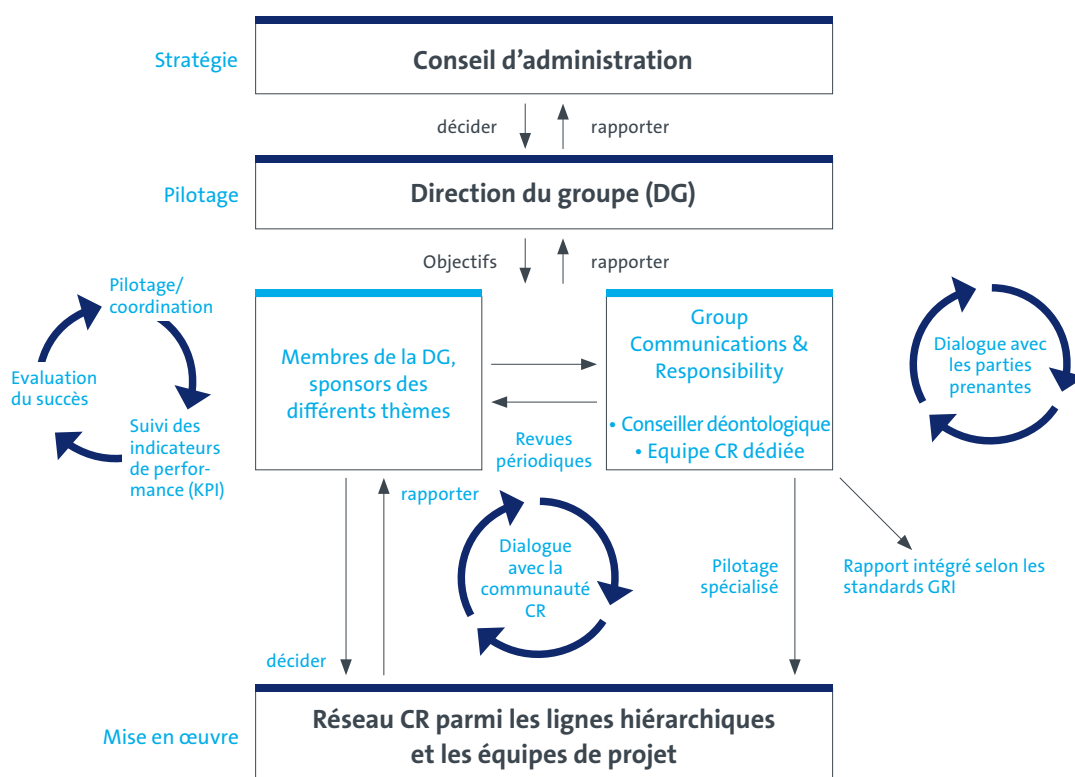 Stratégie
Conseil d’administration
décider
rapporter
Pilotage
Direction du groupe (DG)
Objectifs
rapporter
Pilotage/
coordination
Evaluation
du succès
Suivi des
indicateurs
de perfor-
mance (KPI)
Membres de la DG,
sponsors des
différents thèmes
Group
Communications &
Responsibility
• Conseiller déontologique
• Equipe CR dédiée
Dialogue avec
les parties
prenantes
Revues
périodiques
rapporter
Dialogue
avec la
communauté
CR
Pilotage
spécialisé
Rapport intégré selon les
standards GRI
décider
Mise en œuvre
Réseau CR parmi les lignes hiérarchiques
et les équipes de projet